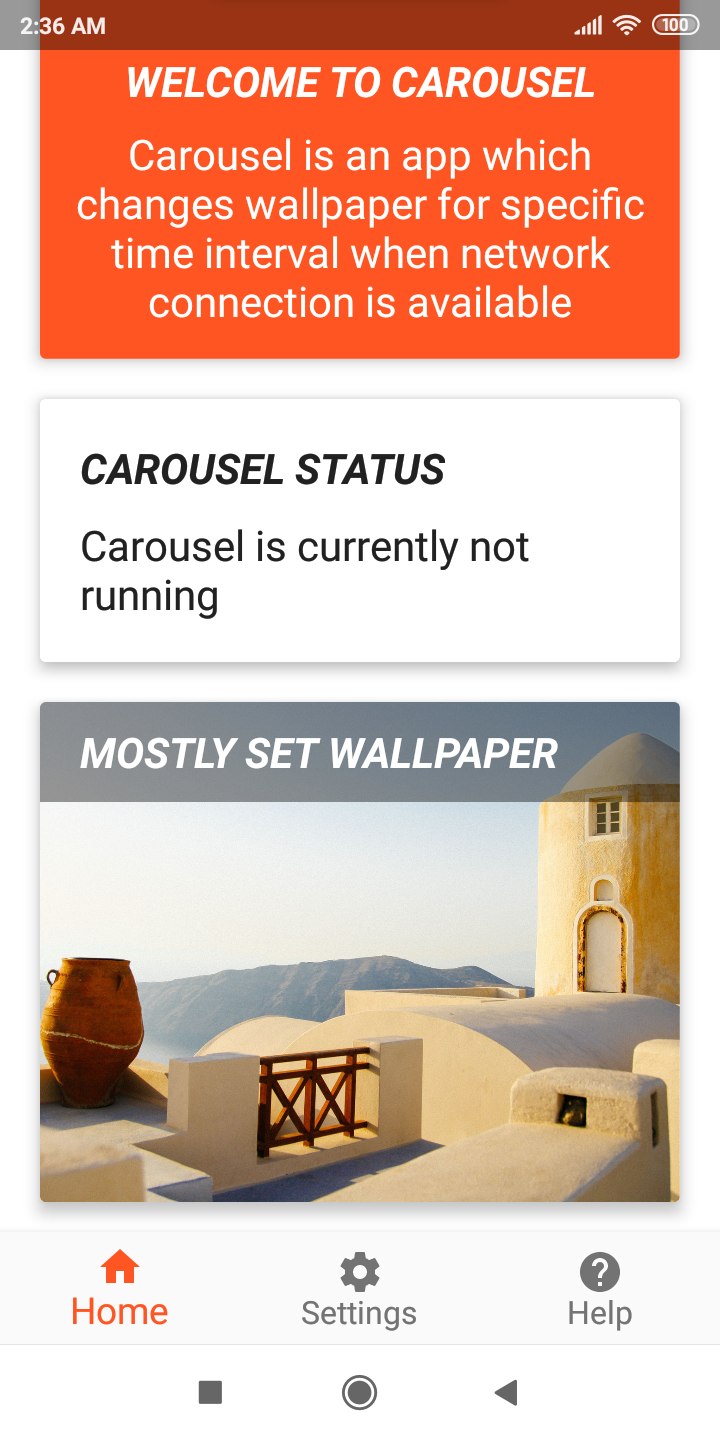 2:36 AM
100
WELCOME TO CAROUSEL
Carousel is an app which
changes wallpaper for specific
time interval when network
connection is available
CAROUSEL STATUS
Carousel is currently not
running
MOSTLY SET WALLPAPER
Home
Settings
Help